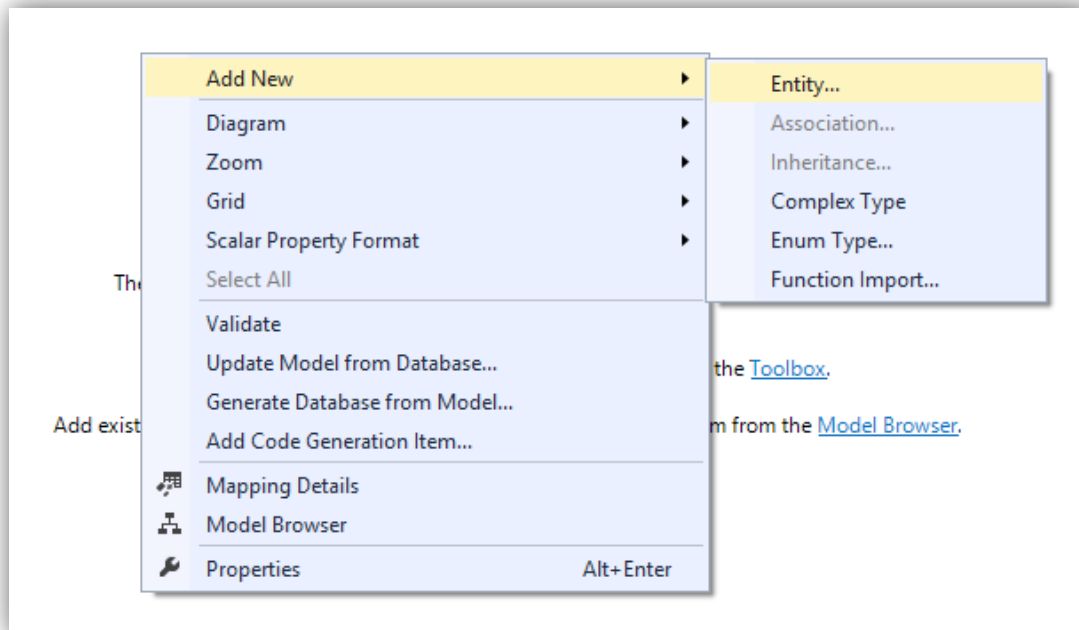 Add New
Entity...
Diagram
Association...
Zoom
Inheritance...
Grid
Complex Type
Scalar Property Format
Enum Type...
The
Select All
Function Import...
Validate
Update Model from Database...
the Toolbox.
Generate Database from Model...
Add exist
m from the Model Browser.
Add Code Generation Item...
Mapping Details
Model Browser
Properties Alt+Enter